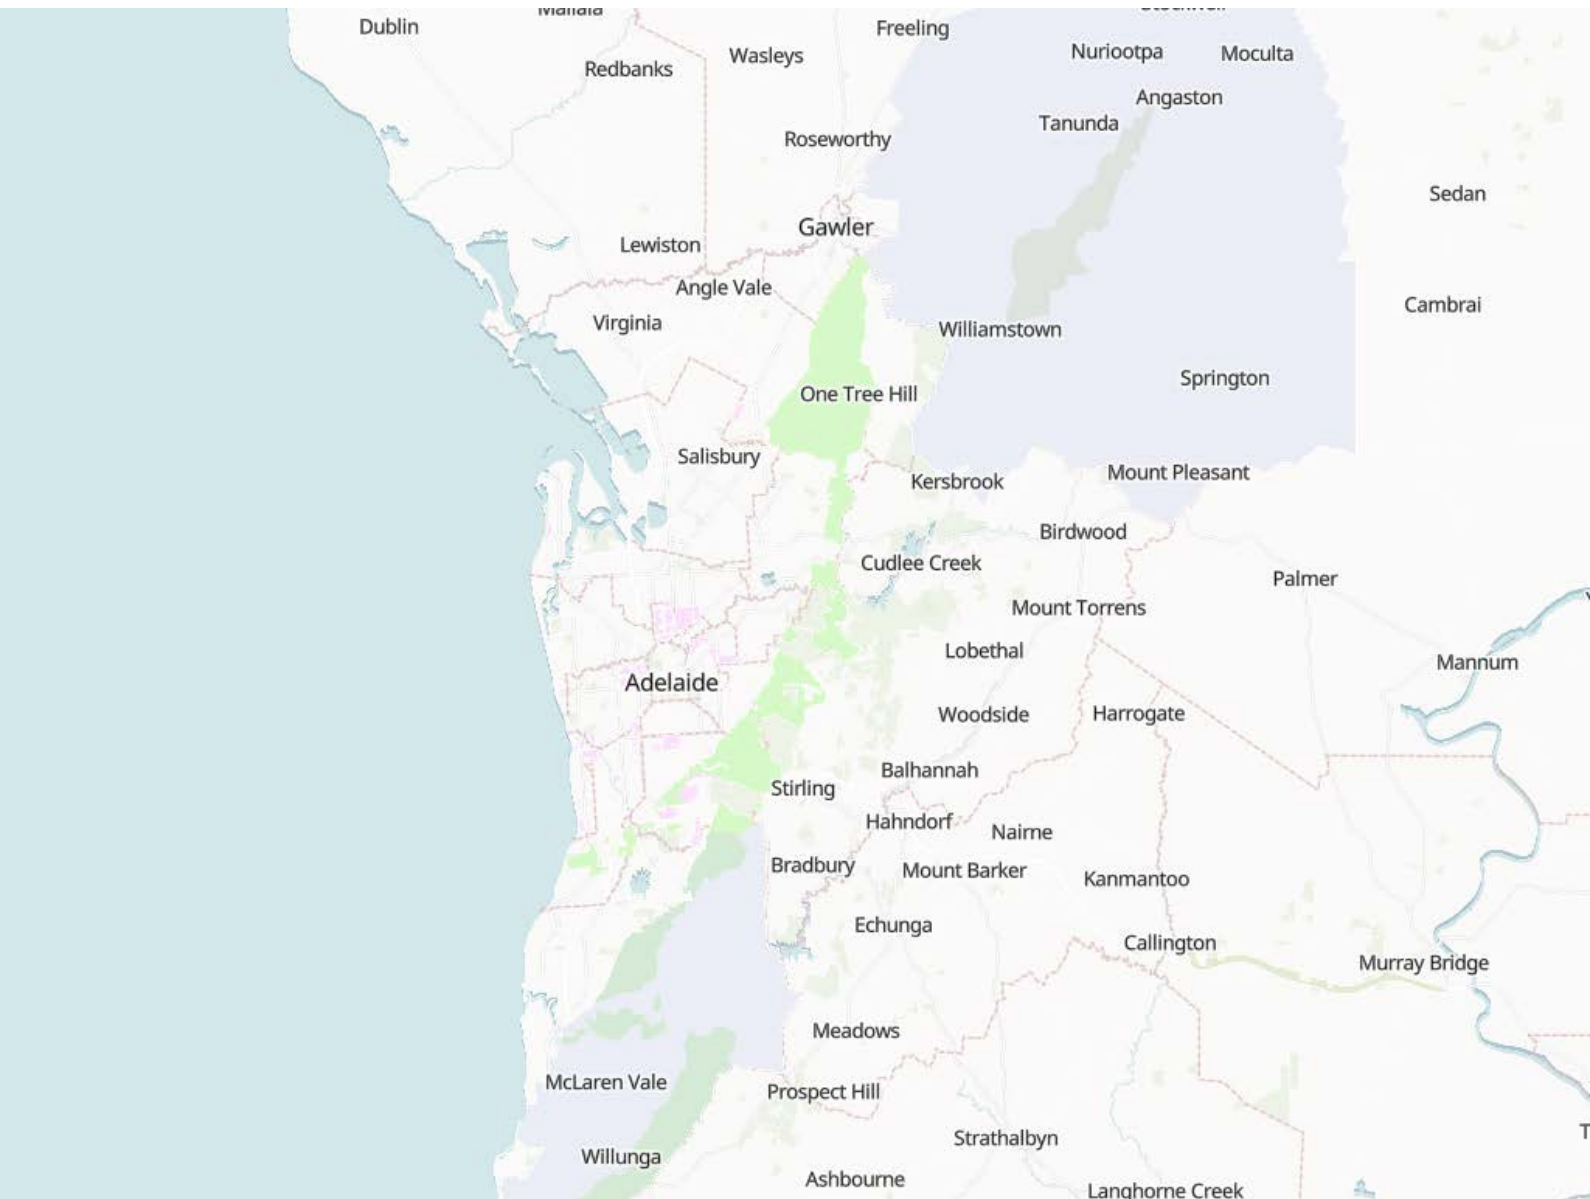 Mallala
Dublin
Freeling
Wasleys
Redbanks
Nuriootpa
Moculta
Angaston
Tanunda
Roseworthy
Sedan
Gawler
Lewiston
Angle Vale
Cambrai
Virginia
Williamstown
Springton
One Tree Hill
Salisbury
Mount Pleasant
Kersbrook
Birdwood
Cudlee Creek
Palmer
Mount Torrens
Lobethal
Mannum
Adelaide
Woodside
Harrogate
Balhannah
Stirling
Hahndorf
Nairne
Bradbury
Mount Barker
Kanmantoo
Echunga
Callington
Murray Bridge
Meadows
McLaren Vale
Prospect Hill
Strathalbyn
Willunga
Ashbourne
Langhorne Creek